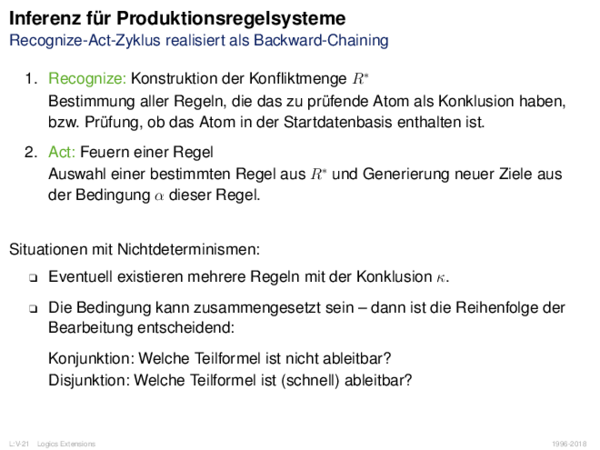 Inferenz für Produktionsregelsysteme
Recognize-Act-Zyklus realisiert als Backward-Chaining
1. Recognize: Konstruktion der Konfliktmenge R*
Bestimmung aller Regeln, die das zu prüfende Atom als Konklusion haben,
bzw. Prüfung, ob das Atom in der Startdatenbasis enthalten ist.
2. Act: Feuern einer Regel
Auswahl einer bestimmten Regel aus R* und Generierung neuer Ziele aus
der Bedingung α dieser Regel.
Situationen mit Nichtdeterminismen:
❑ Eventuell existieren mehrere Regeln mit der Konklusion κ.
❑ Die Bedingung kann zusammengesetzt sein – dann ist die Reihenfolge der
Bearbeitung entscheidend:
Konjunktion: Welche Teilformel ist nicht ableitbar?
Disjunktion: Welche Teilformel ist (schnell) ableitbar?
L:V-21 Logics Extensions 1996-2018